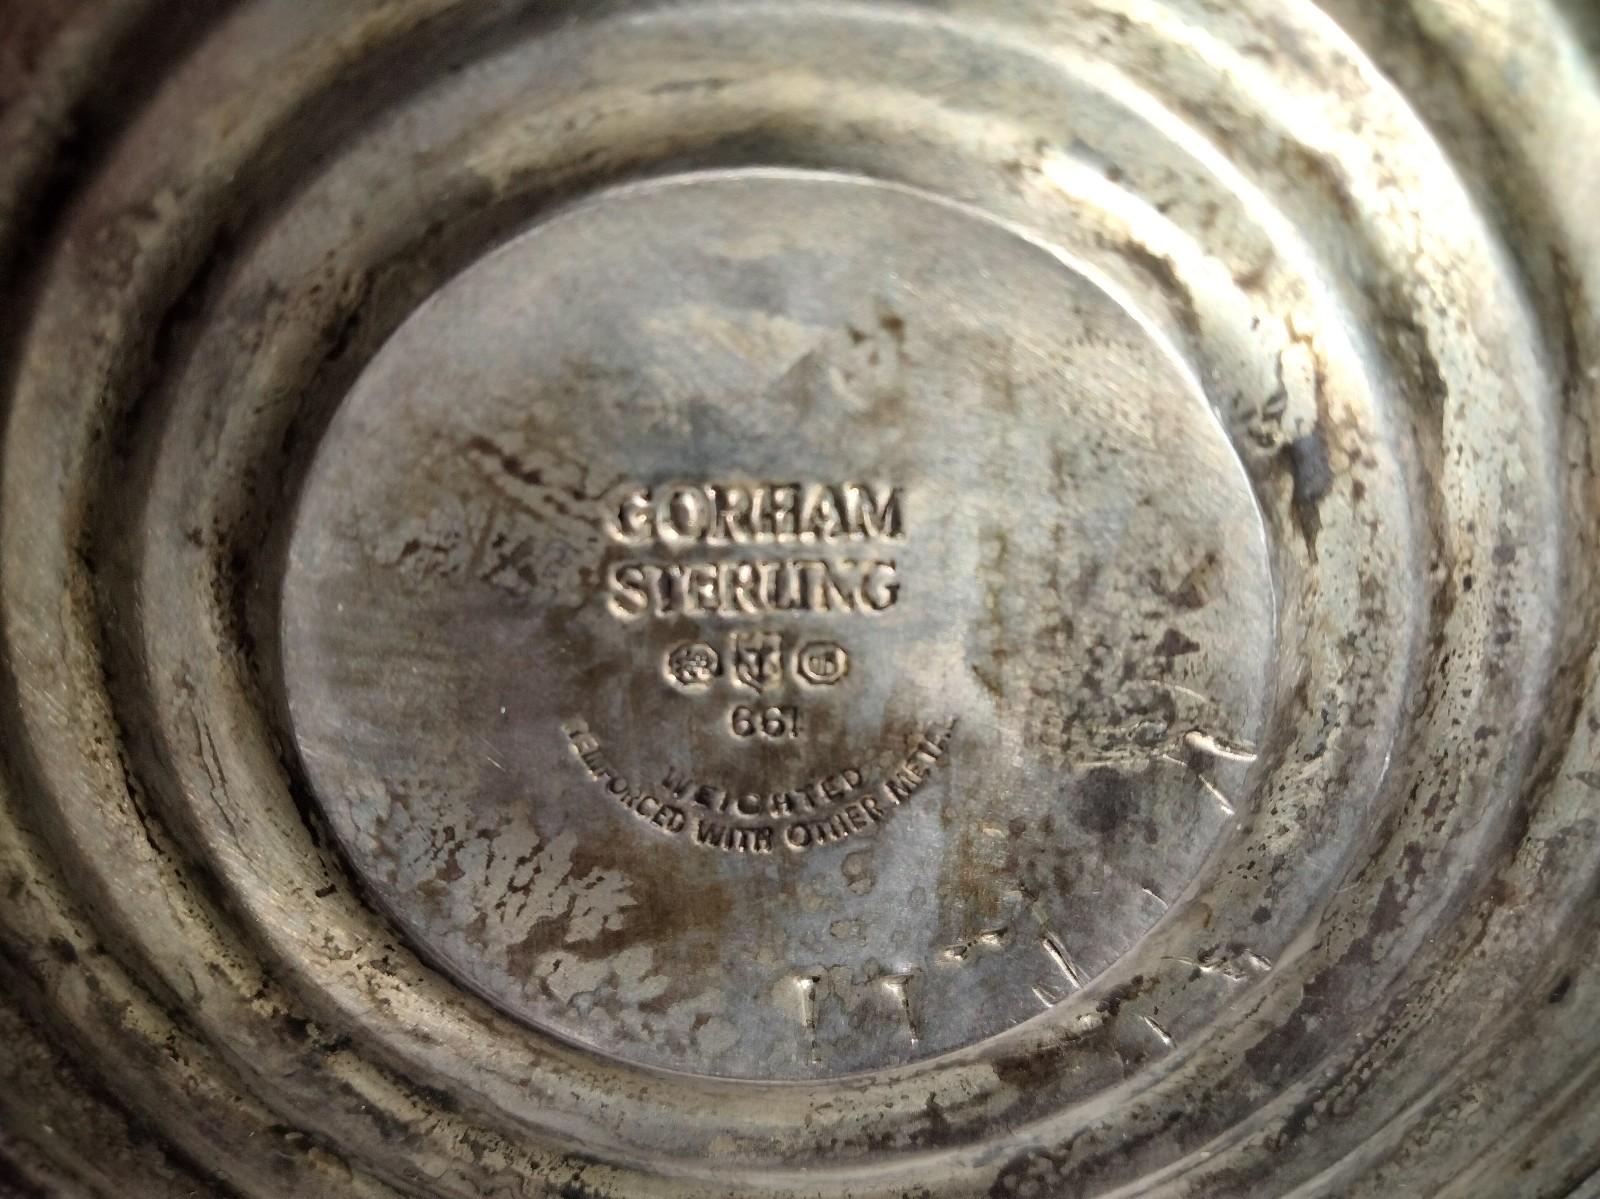 GORHAM
STERLING
661
WEIGHTED
REINFORCED WITH OTHER METAL